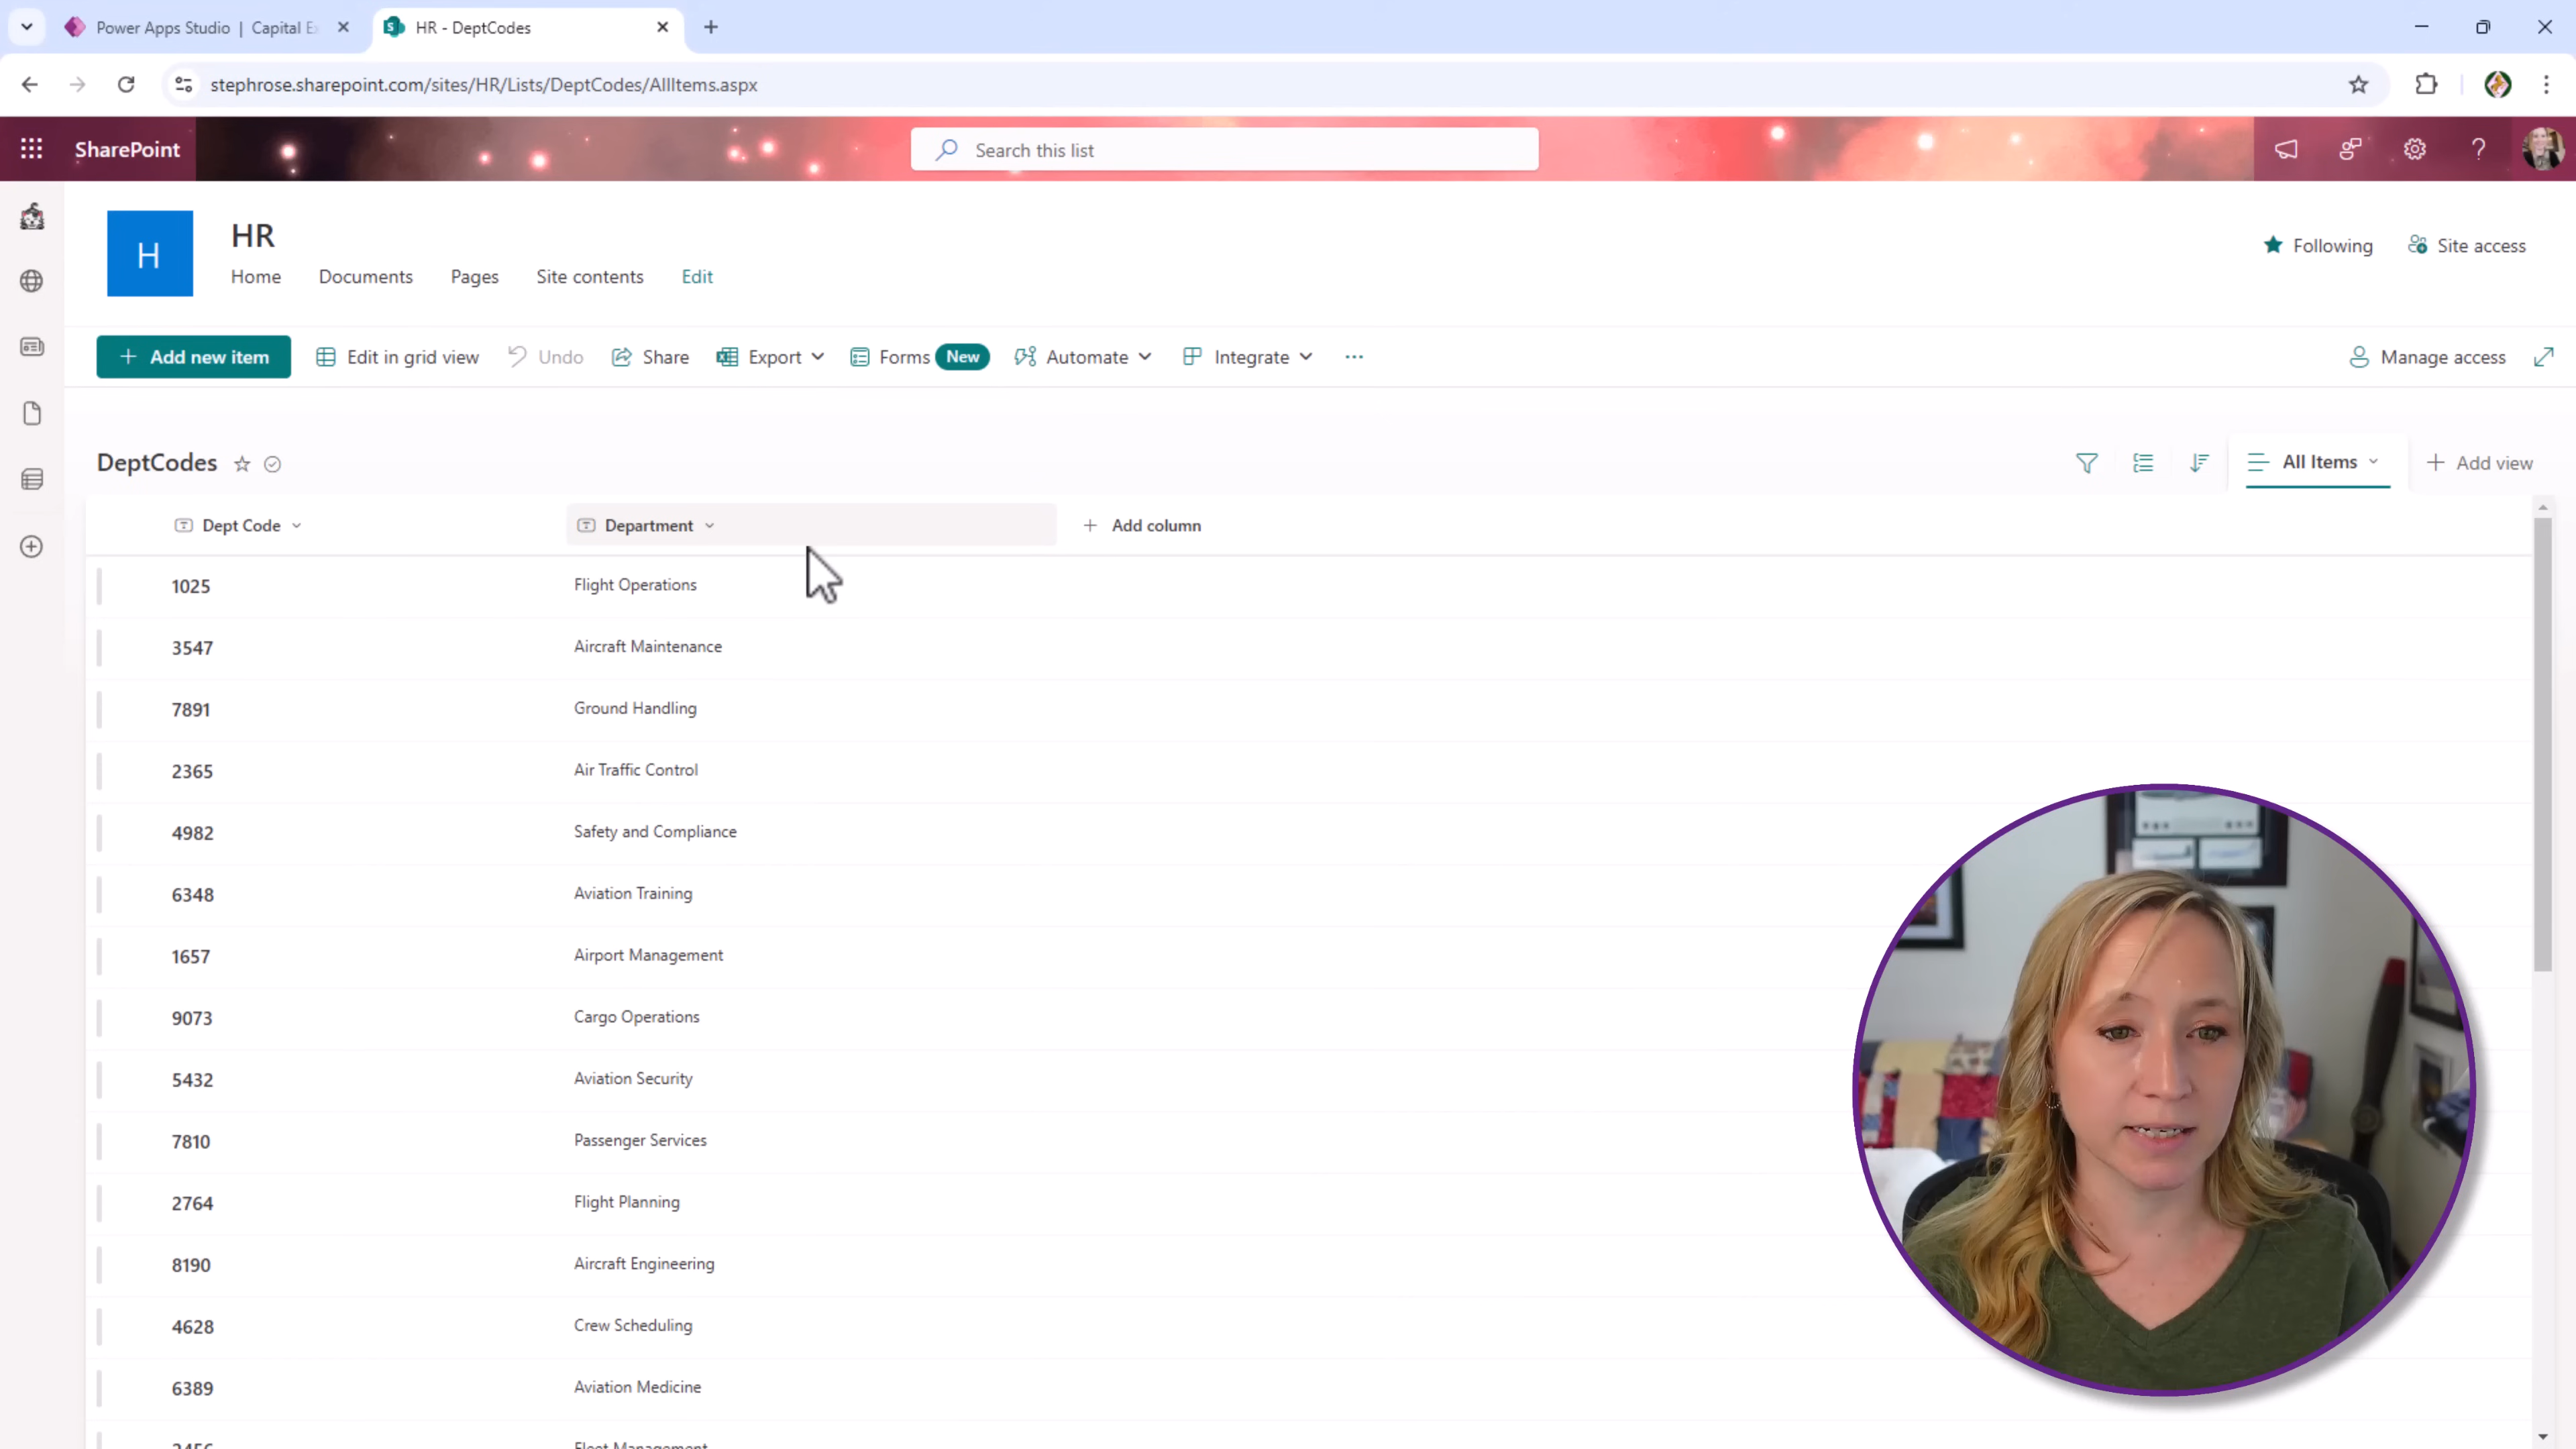 Power Apps Studio | Capital Ex
HR - DeptCodes
stephrose.sharepoint.com/sites/HR/Lists/DeptCodes/AllItems.aspx
SharePoint
Search this list
H
HR
Home Documents Pages Site contents Edit
Following Site access
Add new item Edit in grid view Undo Share Export Forms New Automate Integrate ... Manage access
DeptCodes
All Items Add view
Dept Code Department Add column
1025 Flight Operations
3547 Aircraft Maintenance
7891 Ground Handling
2365 Air Traffic Control
4982 Safety and Compliance
6348 Aviation Training
1657 Airport Management
9073 Cargo Operations
5432 Aviation Security
7810 Passenger Services
2764 Flight Planning
8190 Aircraft Engineering
4628 Crew Scheduling
6389 Aviation Medicine
Fleet Management